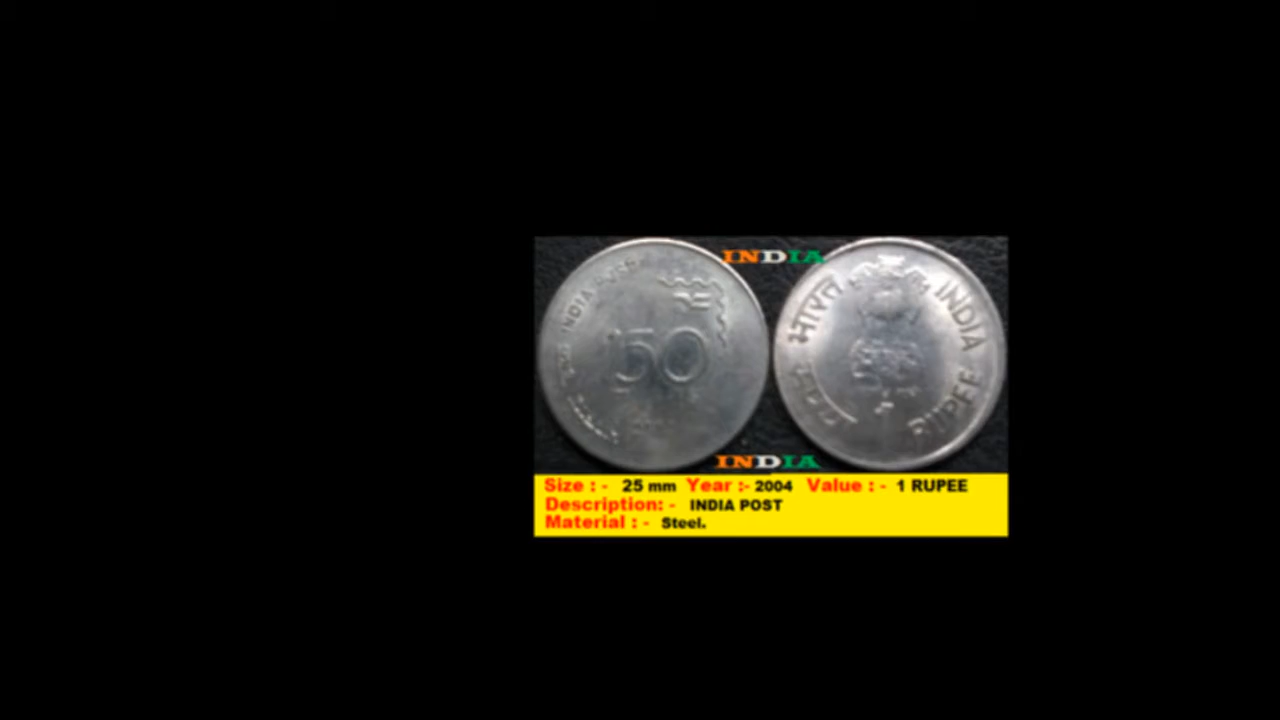 INDIA
INDIA POST
150
भारत INDIA
RUPEE
INDIA
Size : - 25 mm Year :- 2004 Value : - 1 RUPEE
Description: - INDIA POST
Material : - Steel.